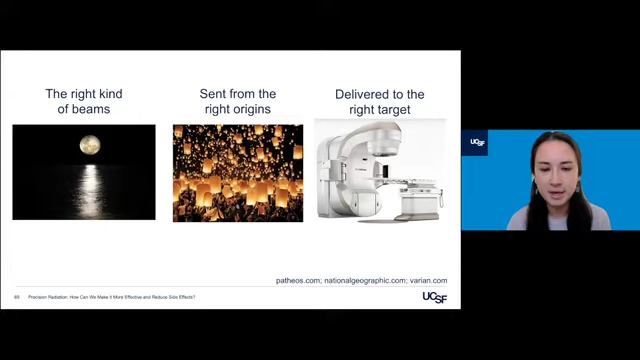 The right kind
of beams
Sent from the
right origins
Delivered to the
right target
patheos.com; nationalgeographic.com; varian.com
Precision Radiation: How Can We Make it More Effective and Reduce Side Effects?
UCSF
UCSF